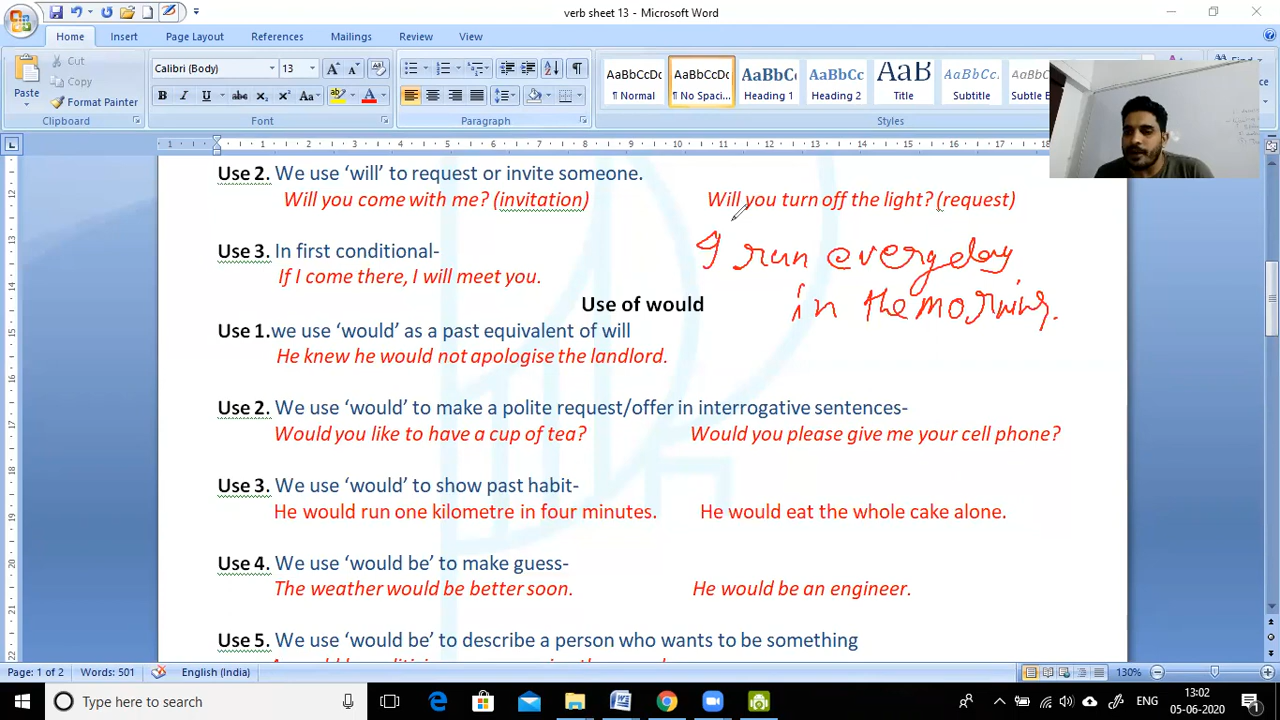 verb sheet 13 - Microsoft Word
Home Insert Page Layout References Mailings Review View
Paste
Cut
Copy
Format Painter
Clipboard
Calibri (Body) 13
B I U abc X₂ X² Aa
Font
Paragraph
AaBbCcDc AaBbCcDc AaBbCc AaBbCc AaB AaBbCc. AaBbCc
¶ Normal ¶ No Spaci... Heading 1 Heading 2 Title Subtitle Subtle
Styles
Use 2. We use ‘will’ to request or invite someone.
Will you come with me? (invitation) Will you turn off the light? (request)
I run everyday
in the morning.
Use 3. In first conditional-
If I come there, I will meet you.
Use of would
Use 1.we use ‘would’ as a past equivalent of will
He knew he would not apologise the landlord.
Use 2. We use ‘would’ to make a polite request/offer in interrogative sentences-
Would you like to have a cup of tea? Would you please give me your cell phone?
Use 3. We use ‘would’ to show past habit-
He would run one kilometre in four minutes. He would eat the whole cake alone.
Use 4. We use ‘would be’ to make guess-
The weather would be better soon. He would be an engineer.
Use 5. We use ‘would be’ to describe a person who wants to be something
Page: 1 of 2 Words: 501 English (India) 130%
Type here to search
ENG
13:02
05-06-2020